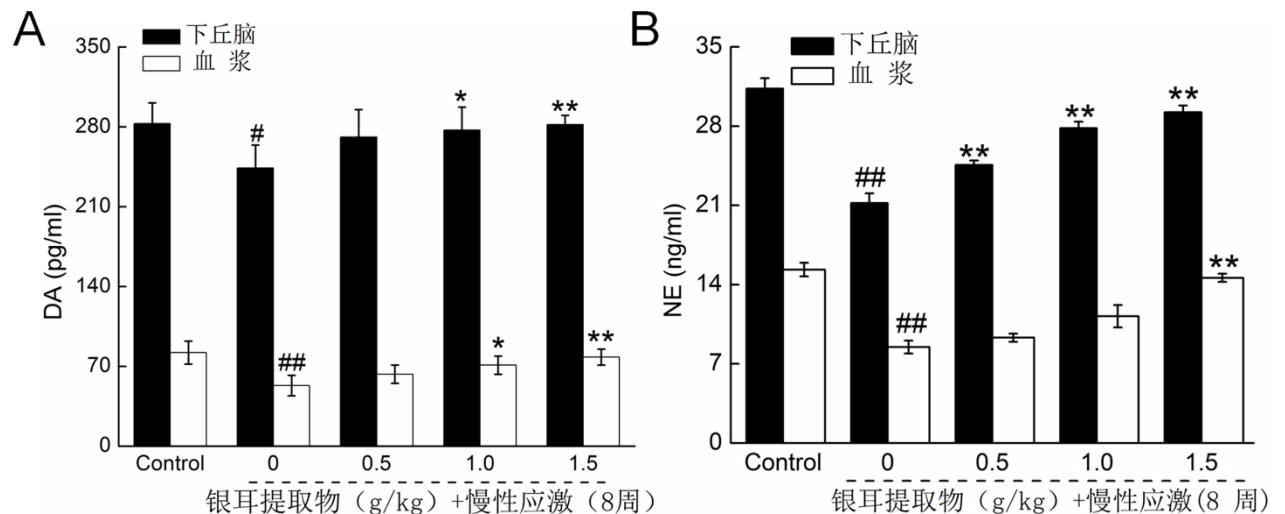 A
350
280
210
140
70
0
DA (pg/ml)
下丘脑
血 浆
#
##
*
*
**
**
Control 0 0.5 1.0 1.5
银耳提取物（g/kg）+慢性应激（8周）
B
35
28
21
14
7
0
NE (ng/ml)
下丘脑
血 浆
##
##
**
**
**
**
Control 0 0.5 1.0 1.5
银耳提取物（g/kg）+慢性应激(8 周)